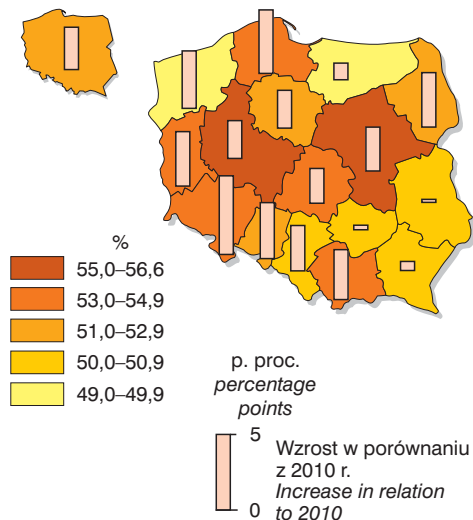 %
55,0–56,6
53,0–54,9
51,0–52,9
50,0–50,9
49,0–49,9
p. proc.
percentage
points
5
0
Wzrost w porównaniu
z 2010 r.
Increase in relation
to 2010